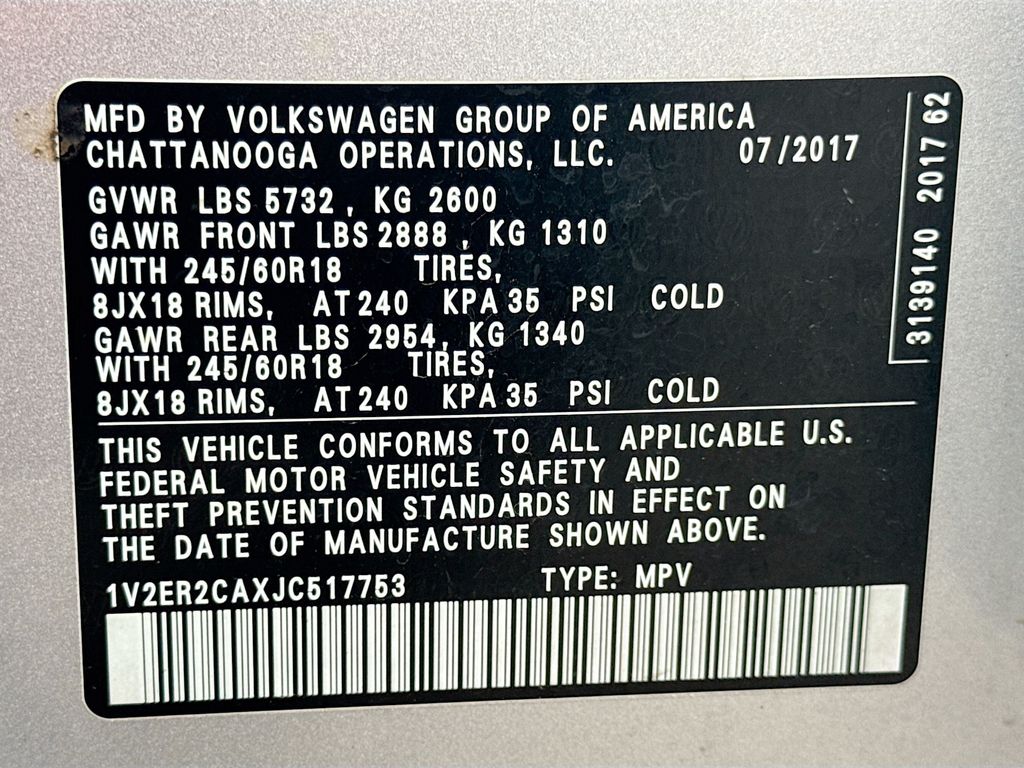 MFD BY VOLKSWAGEN GROUP OF AMERICA
CHATTANOOGA OPERATIONS, LLC. 07/2017
GVWR LBS 5732, KG 2600
GAWR FRONT LBS 2888, KG 1310
WITH 245/60R18 TIRES,
8JX18 RIMS, AT 240 KPA 35 PSI COLD
GAWR REAR LBS 2954, KG 1340
WITH 245/60R18 TIRES,
8JX18 RIMS, AT 240 KPA 35 PSI COLD
THIS VEHICLE CONFORMS TO ALL APPLICABLE U.S.
FEDERAL MOTOR VEHICLE SAFETY AND
THEFT PREVENTION STANDARDS IN EFFECT ON
THE DATE OF MANUFACTURE SHOWN ABOVE.
1V2ER2CAXJC517753 TYPE: MPV
3139140 2017 62